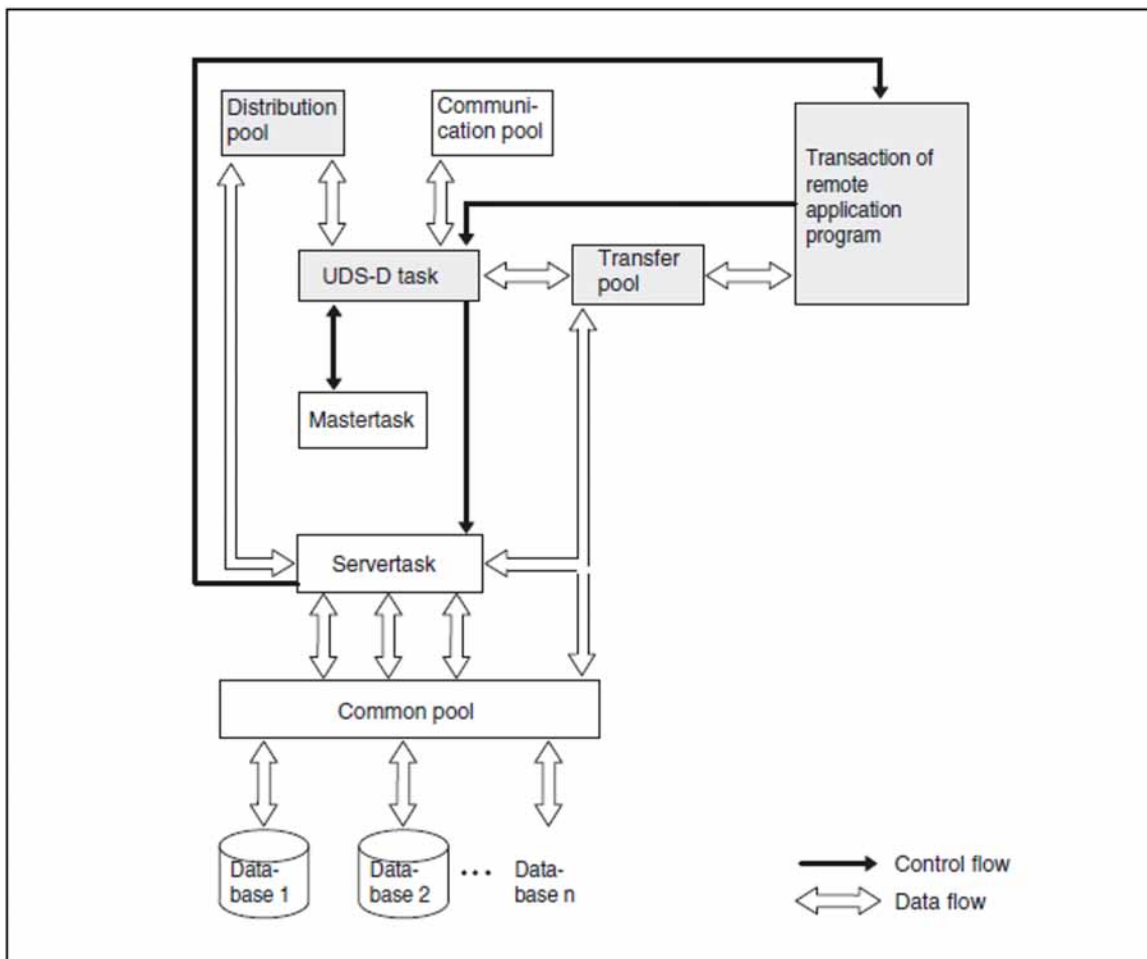 Distribution
pool
Communi-
cation pool
Transaction of
remote
application
program
UDS-D task
Transfer
pool
Mastertask
Servertask
Common pool
Data-
base 1
Data-
base 2
...
Data-
base n
Control flow
Data flow